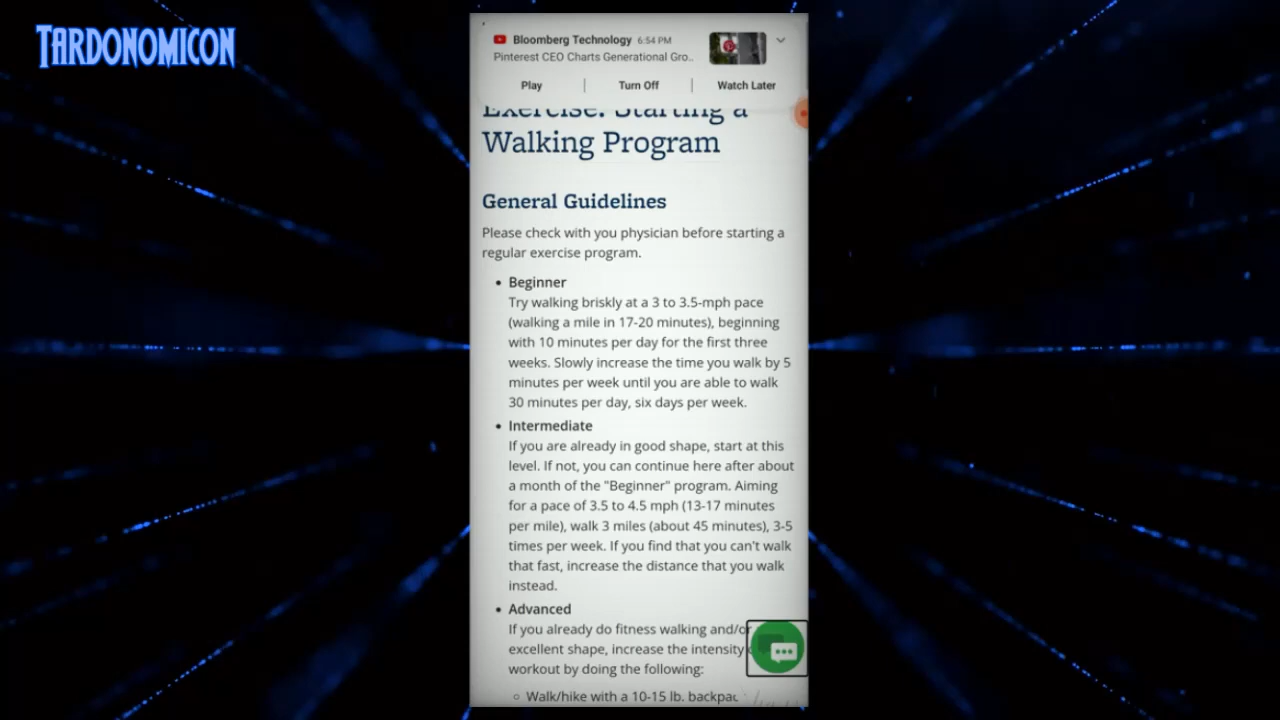 TARDONOMICON
Bloomberg Technology 6:54 PM
Pinterest CEO Charts Generational Gro..
Play | Turn Off | Watch Later
Exercise: Starting a
Walking Program
General Guidelines
Please check with you physician before starting a
regular exercise program.
• Beginner
Try walking briskly at a 3 to 3.5-mph pace
(walking a mile in 17-20 minutes), beginning
with 10 minutes per day for the first three
weeks. Slowly increase the time you walk by 5
minutes per week until you are able to walk
30 minutes per day, six days per week.
• Intermediate
If you are already in good shape, start at this
level. If not, you can continue here after about
a month of the "Beginner" program. Aiming
for a pace of 3.5 to 4.5 mph (13-17 minutes
per mile), walk 3 miles (about 45 minutes), 3-5
times per week. If you find that you can't walk
that fast, increase the distance that you walk
instead.
• Advanced
If you already do fitness walking and/or
excellent shape, increase the intensity
workout by doing the following:
○ Walk/hike with a 10-15 lb.